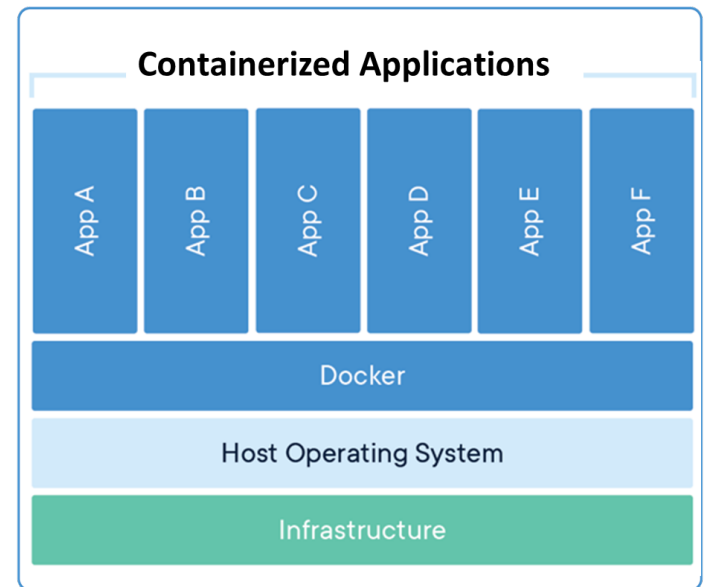 Containerized Applications
App A
App B
App C
App D
App E
App F
Docker
Host Operating System
Infrastructure